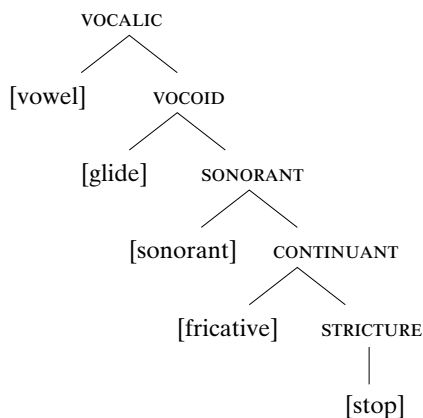 VOCALIC
[vowel] VOCOID
[glide] SONORANT
[sonorant] CONTINUANT
[fricative] STRICTURE
[stop]